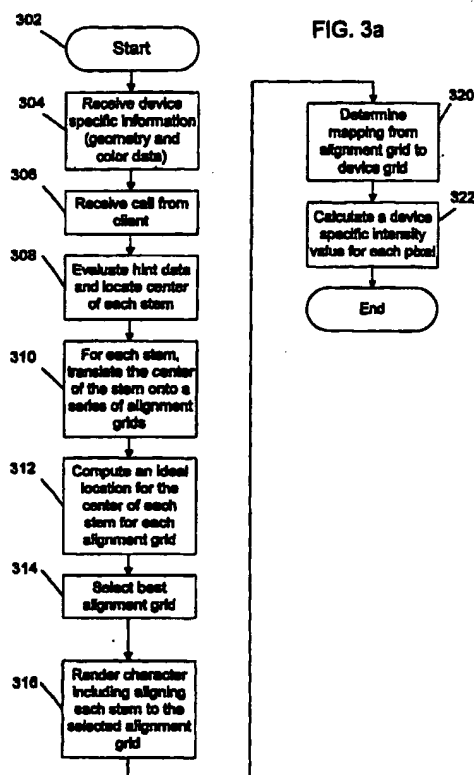 FIG. 3a
302
Start
304
Receive device
specific information
(geometry and
color data)
306
Receive call from
client
308
Evaluate hint data
and locate center
of each stem
310
For each stem,
translate the center
of the stem onto a
series of alignment
grids
312
Compute an ideal
location for the
center of each
stem for each
alignment grid
314
Select best
alignment grid
316
Render character
including aligning
each stem to the
selected alignment
grid
320
Determine
mapping from
alignment grid to
device grid
322
Calculate a device
specific intensity
value for each pixel
End